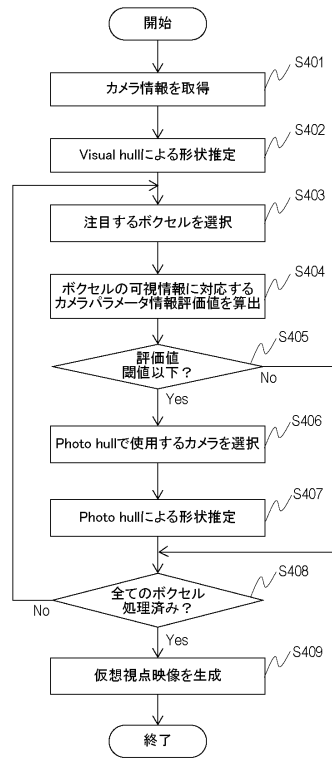 開始
S401
カメラ情報を取得
S402
Visual hullによる形状推定
S403
注目するボクセルを選択
S404
ボクセルの可視情報に対応する
カメラパラメータ情報評価値を算出
S405
評価値
閾値以下？
No
Yes
S406
Photo hullで使用するカメラを選択
S407
Photo hullによる形状推定
S408
全てのボクセル
処理済み？
No
Yes
S409
仮想視点映像を生成
終了